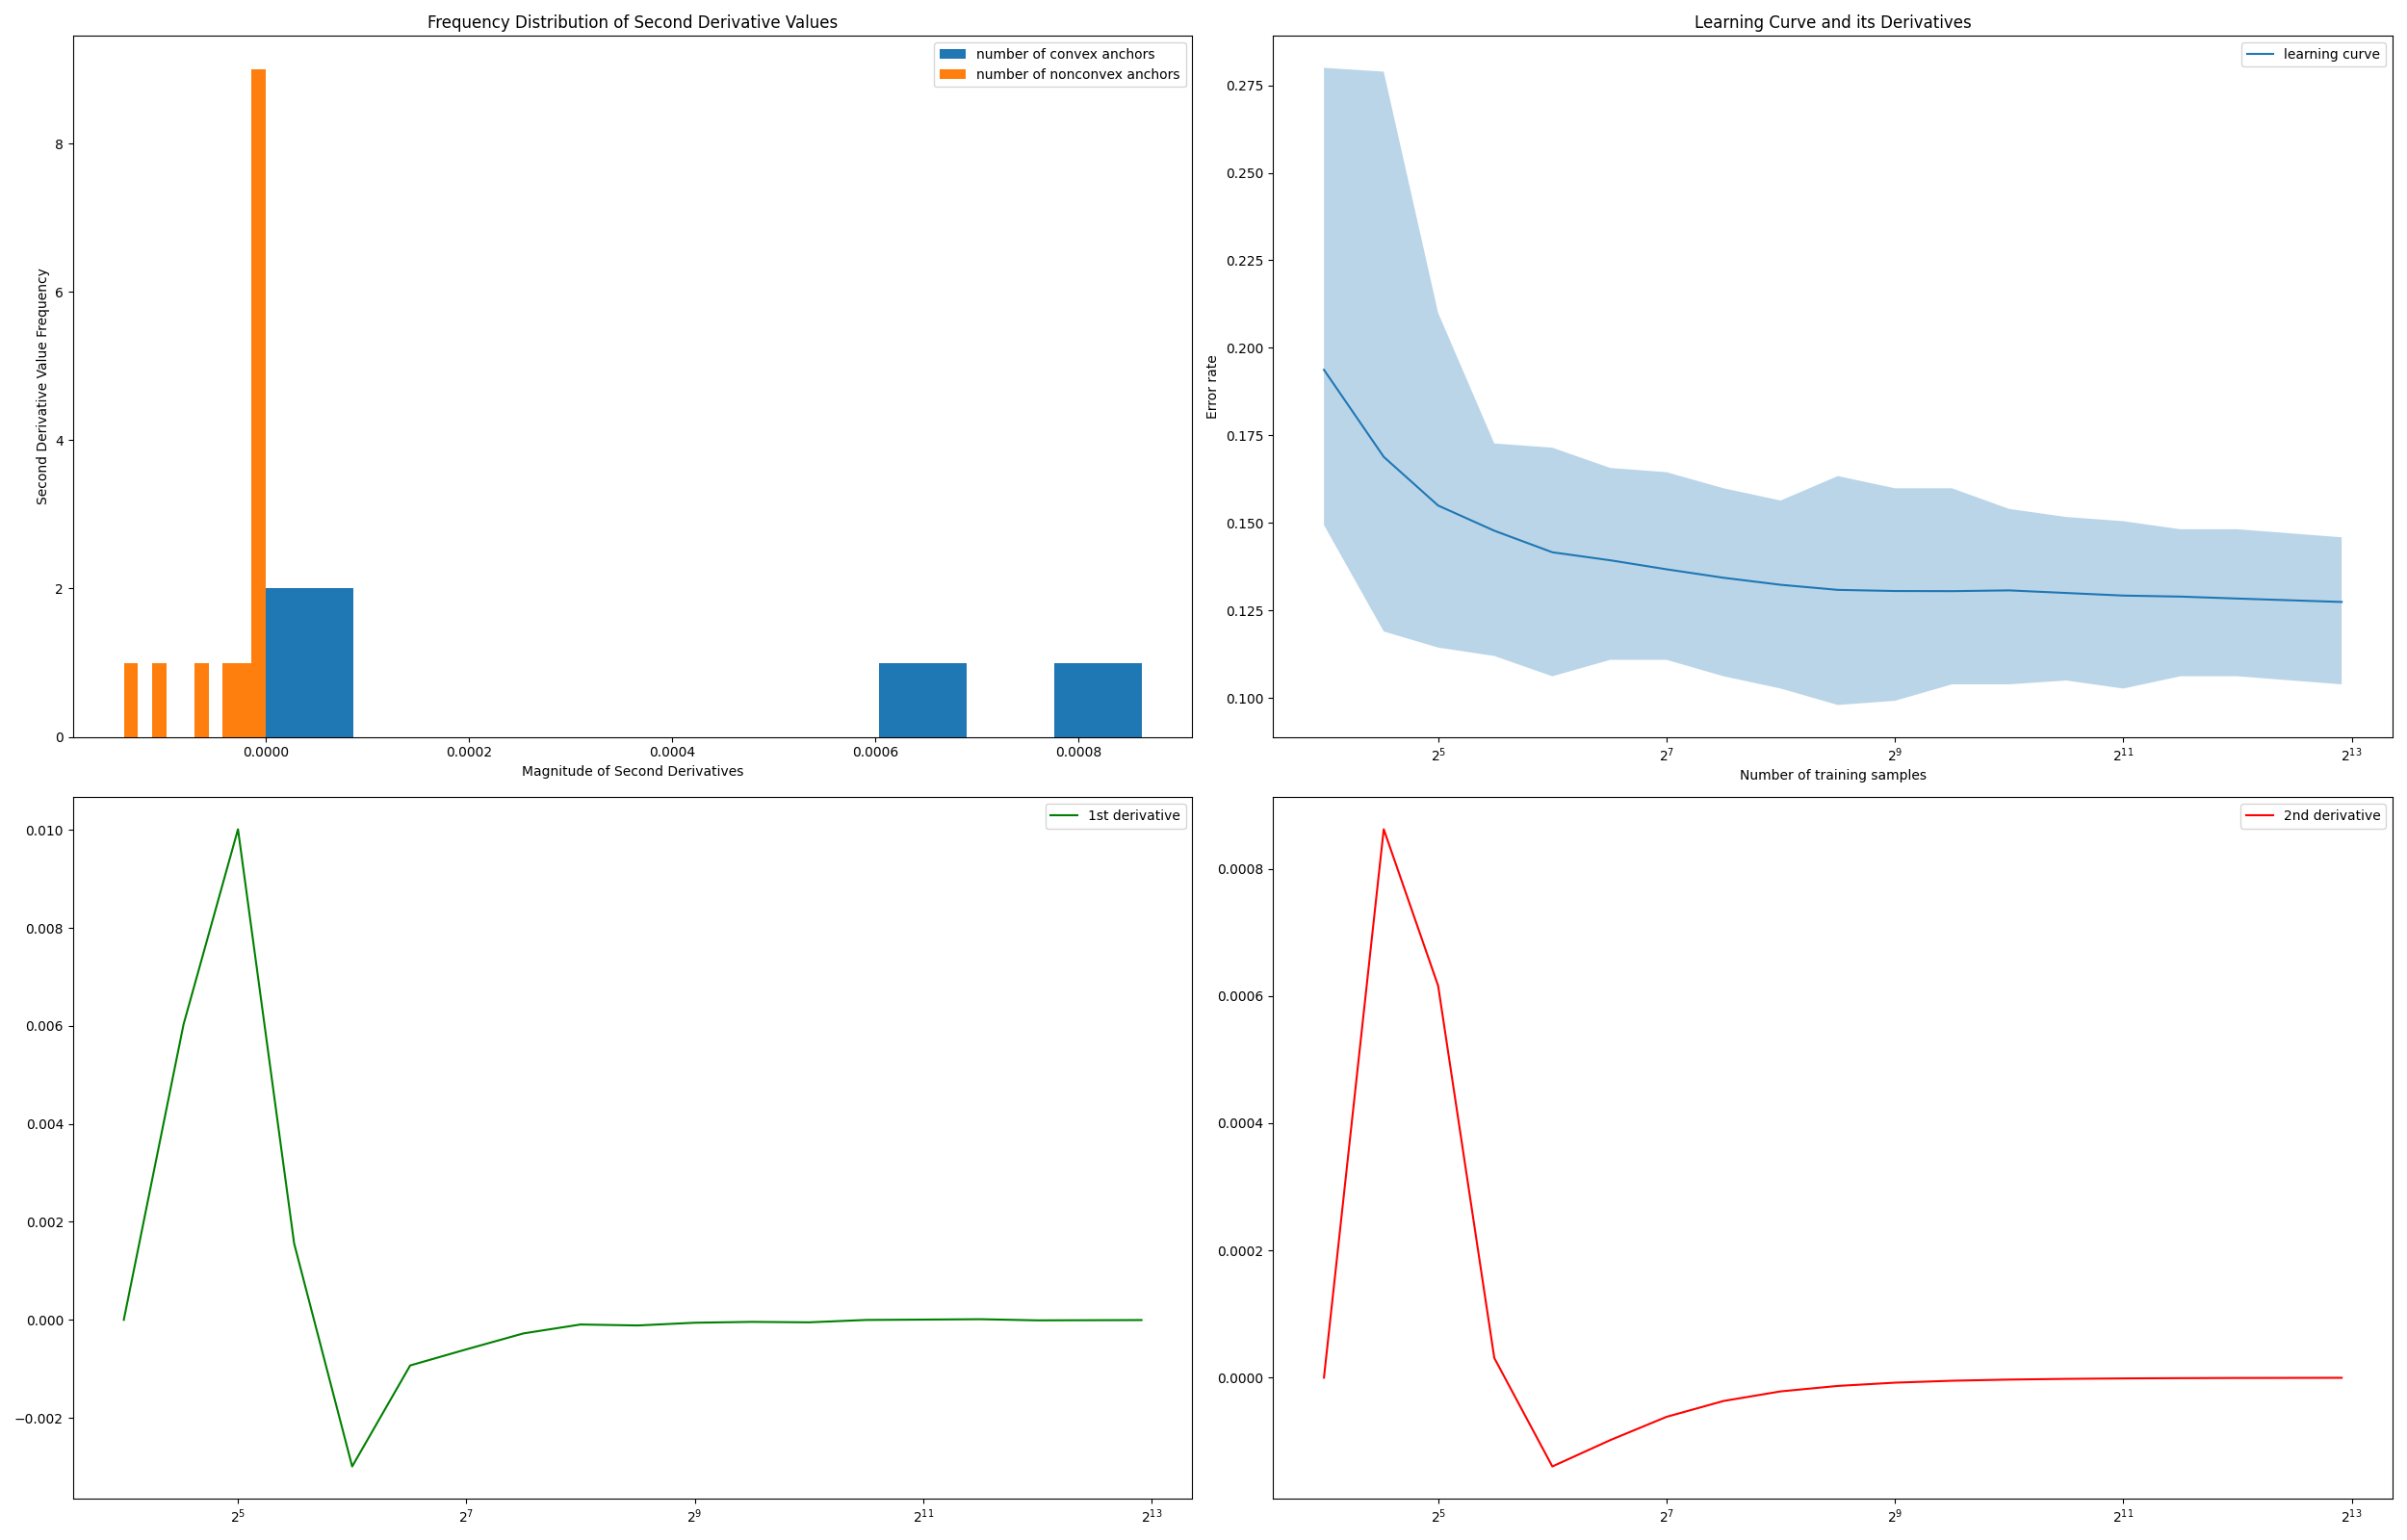 Frequency Distribution of Second Derivative Values
number of convex anchors
number of nonconvex anchors
Second Derivative Value Frequency
8
6
4
2
0
0.0000 0.0002 0.0004 0.0006 0.0008
Magnitude of Second Derivatives
Learning Curve and its Derivatives
learning curve
Error rate
0.275
0.250
0.225
0.200
0.175
0.150
0.125
0.100
2^5 2^7 2^9 2^11 2^13
Number of training samples
1st derivative
0.010
0.008
0.006
0.004
0.002
0.000
−0.002
2^5 2^7 2^9 2^11 2^13
2nd derivative
0.0008
0.0006
0.0004
0.0002
0.0000
2^5 2^7 2^9 2^11 2^13